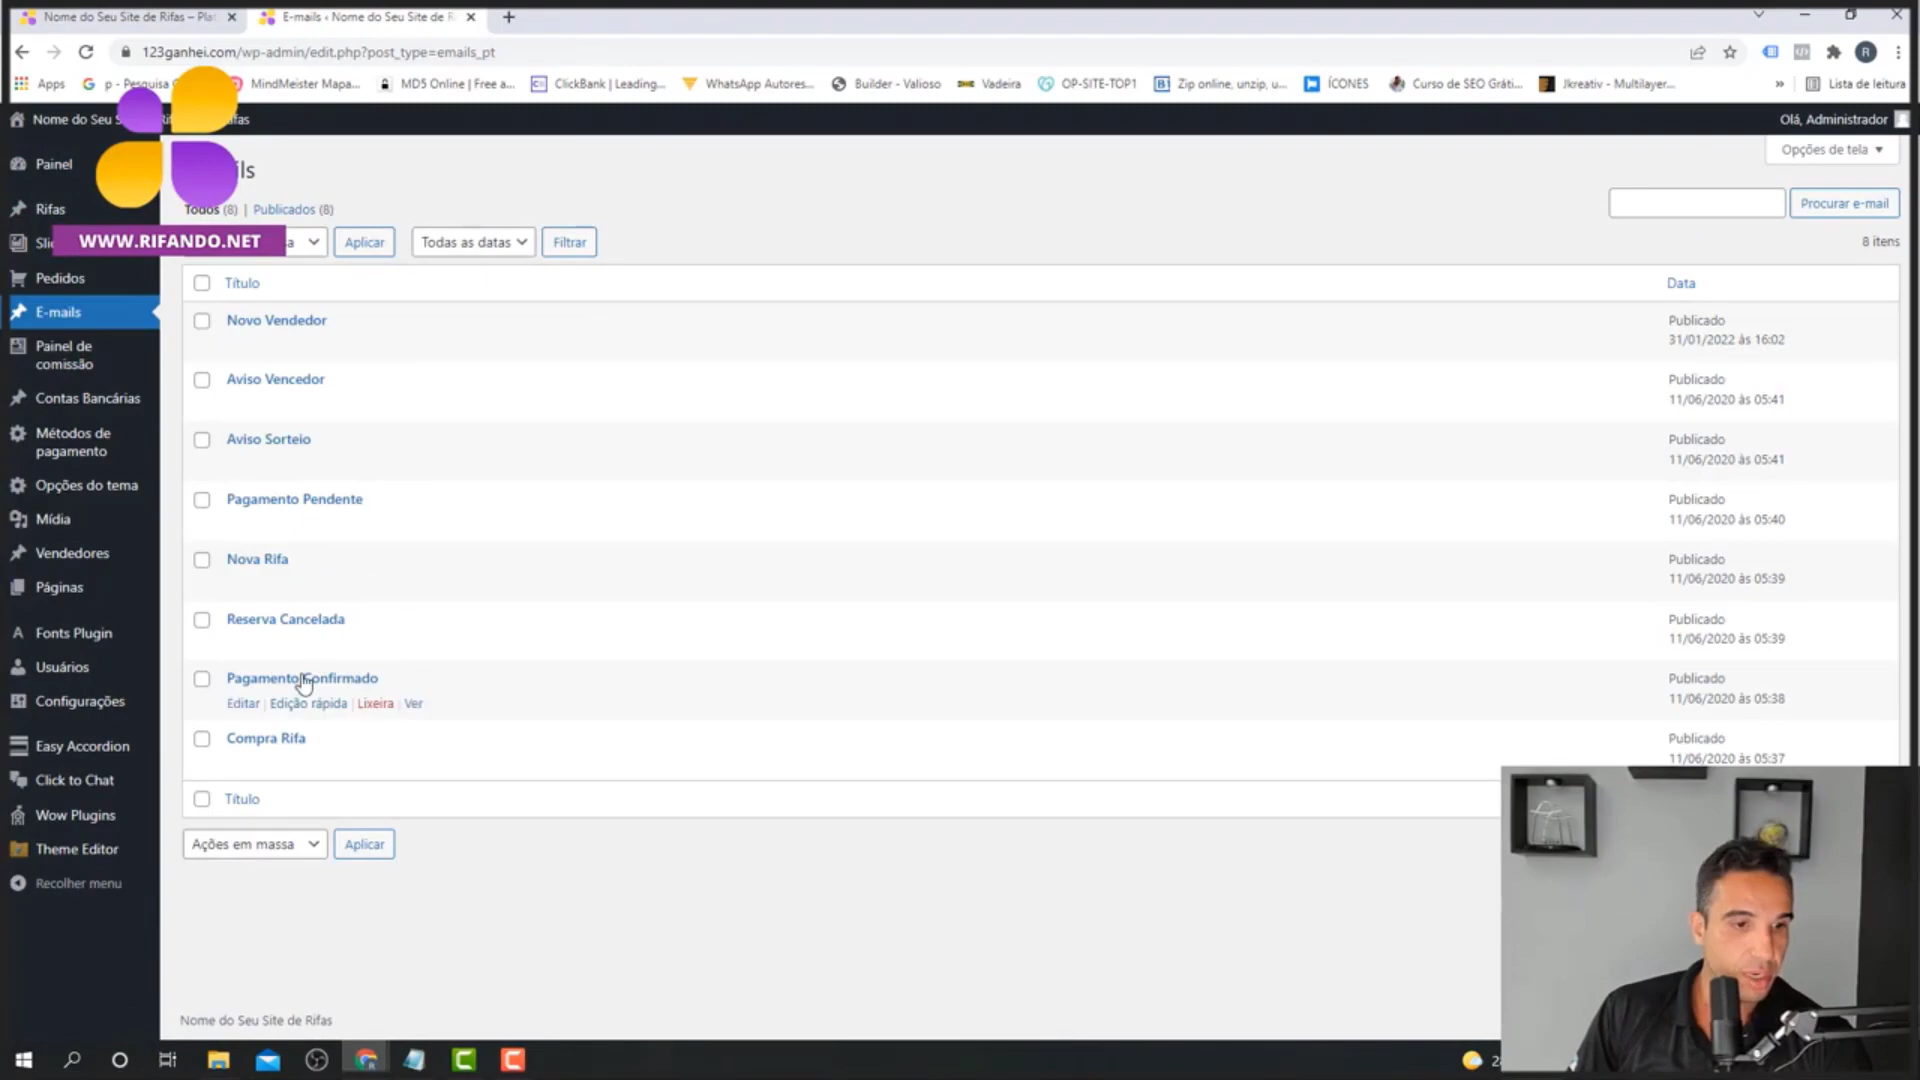 Nome do Seu Site de Rifas – Plat
E-mails ‹ Nome do Seu Site de R
123ganhei.com/wp-admin/edit.php?post_type=emails_pt
R
Apps
p - Pesquisa
MindMeister Mapa...
MD5 Online | Free a...
ClickBank | Leading...
WhatsApp Autores...
Builder - Valioso
Vadeira
OP-SITE-TOP1
Zip online, unzip, u...
ÍCONES
Curso de SEO Gráti...
Jkreativ - Multilayer...
»
Lista de leitura
Nome do Seu S
ifas
Olá, Administrador
Opções de tela
ils
Painel
Rifas
Sli
WWW.RIFANDO.NET
Pedidos
E-mails
Painel de
comissão
Contas Bancárias
Métodos de
pagamento
Opções do tema
Mídia
Vendedores
Páginas
Fonts Plugin
Usuários
Configurações
Easy Accordion
Click to Chat
Wow Plugins
Theme Editor
Recolher menu
Todos (8) | Publicados (8)
Procurar e-mail
a
Aplicar
Todas as datas
Filtrar
8 itens
Título
Data
Novo Vendedor
Publicado
31/01/2022 às 16:02
Aviso Vencedor
Publicado
11/06/2020 às 05:41
Aviso Sorteio
Publicado
11/06/2020 às 05:41
Pagamento Pendente
Publicado
11/06/2020 às 05:40
Nova Rifa
Publicado
11/06/2020 às 05:39
Reserva Cancelada
Publicado
11/06/2020 às 05:39
Pagamento Confirmado
Editar | Edição rápida | Lixeira | Ver
Publicado
11/06/2020 às 05:38
Compra Rifa
Publicado
11/06/2020 às 05:37
Título
Ações em massa
Aplicar
Nome do Seu Site de Rifas